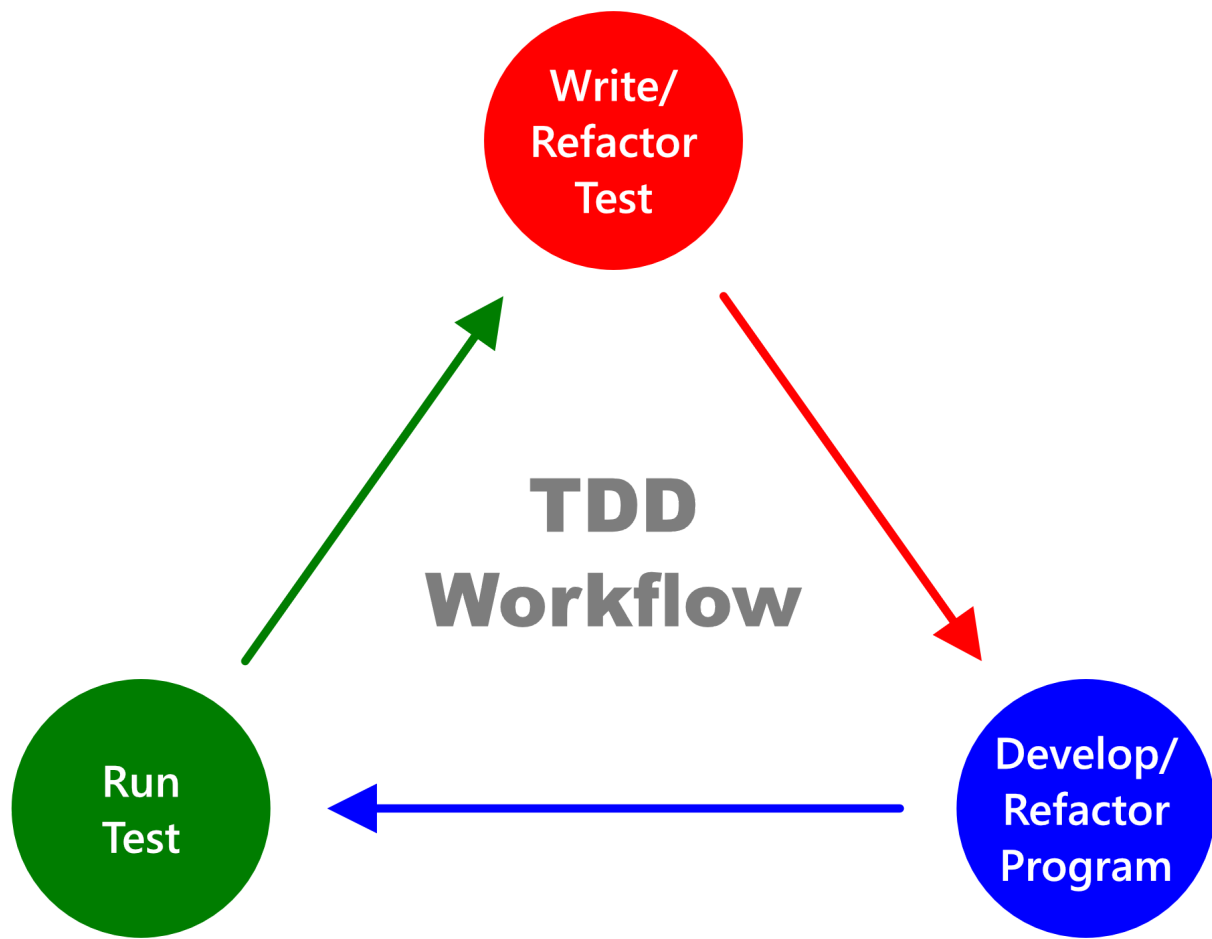 Write/
Refactor
Test
TDD
Workflow
Run
Test
Develop/
Refactor
Program